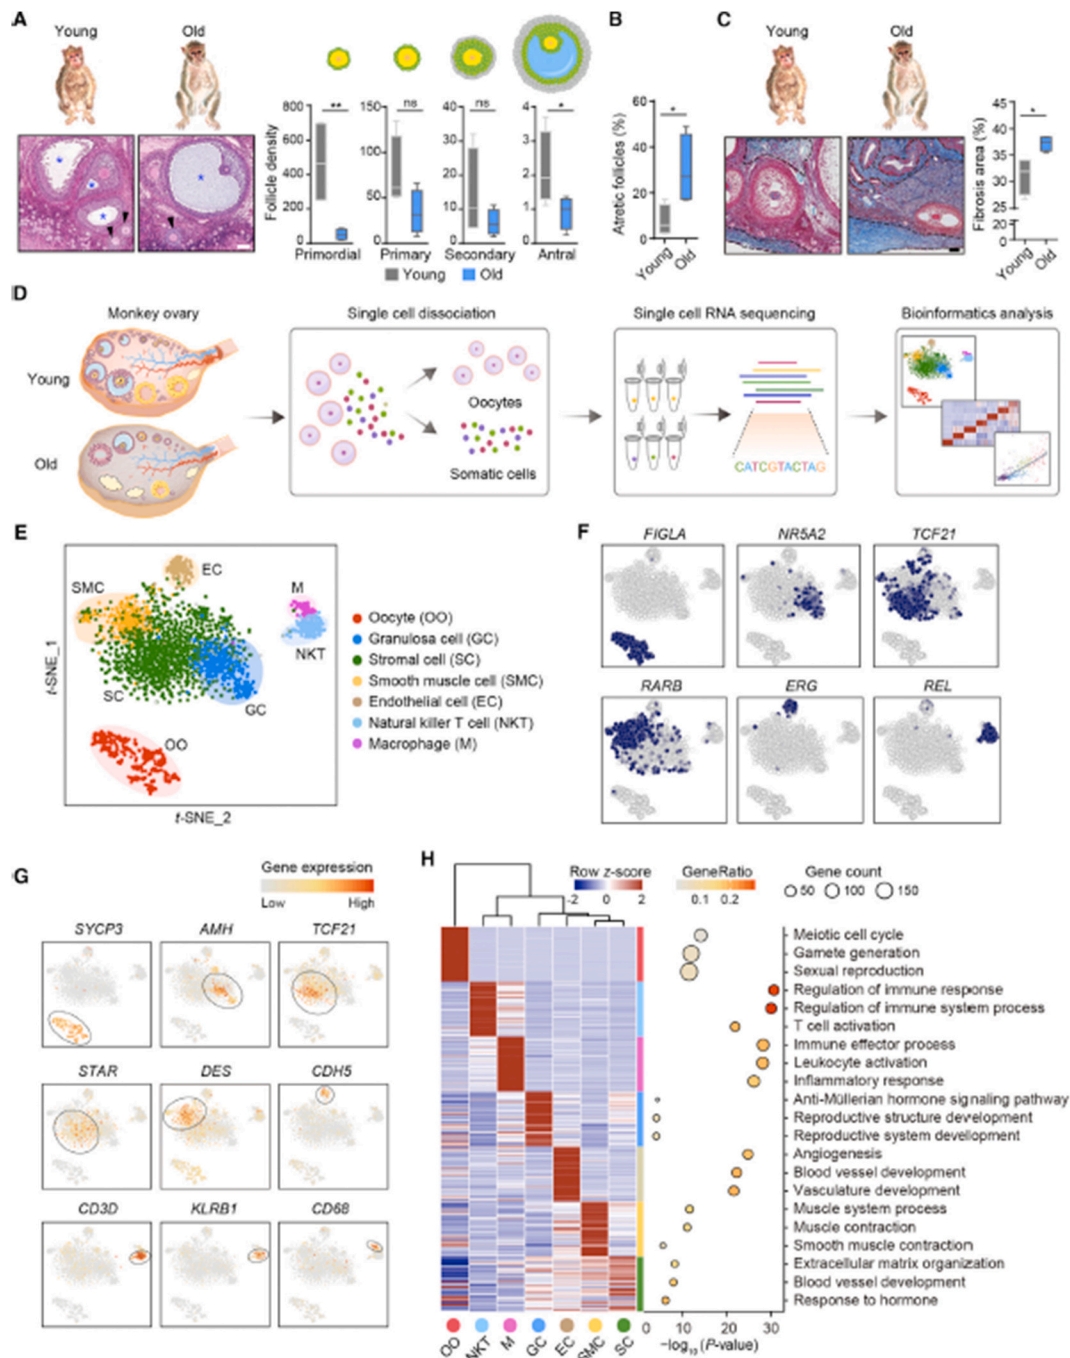 A
Young
Old
Follicle density
800
600
400
200
0
**
Primordial
150
100
50
0
ns
Primary
40
30
20
10
0
ns
Secondary
4
3
2
1
0
*
Antral
Young
Old
B
Atretic follicles (%)
60
40
20
0
*
Young
Old
C
Young
Old
Fibrosis area (%)
45
40
35
30
25
20
0
*
Young
Old
D
Monkey ovary
Young
Old
Single cell dissociation
Oocytes
Somatic cells
Single cell RNA sequencing
CATCGTACTAG
Bioinformatics analysis
E
t-SNE_1
t-SNE_2
SMC
EC
M
NKT
SC
GC
OO
Oocyte (OO)
Granulosa cell (GC)
Stromal cell (SC)
Smooth muscle cell (SMC)
Endothelial cell (EC)
Natural killer T cell (NKT)
Macrophage (M)
F
FIGLA
NR5A2
TCF21
RARB
ERG
REL
G
Gene expression
Low
High
SYCP3
AMH
TCF21
STAR
DES
CDH5
CD3D
KLRB1
CD68
H
Row z-score
-2 0 2
GeneRatio
0.1 0.2
Gene count
50 100 150
Meiotic cell cycle
Gamete generation
Sexual reproduction
Regulation of immune response
Regulation of immune system process
T cell activation
Immune effector process
Leukocyte activation
Inflammatory response
Anti-Müllerian hormone signaling pathway
Reproductive structure development
Reproductive system development
Angiogenesis
Blood vessel development
Vasculature development
Muscle system process
Muscle contraction
Smooth muscle contraction
Extracellular matrix organization
Blood vessel development
Response to hormone
OO
NKT
M
GC
EC
SMC
SC
0 10 20 30
−log10 (P-value)